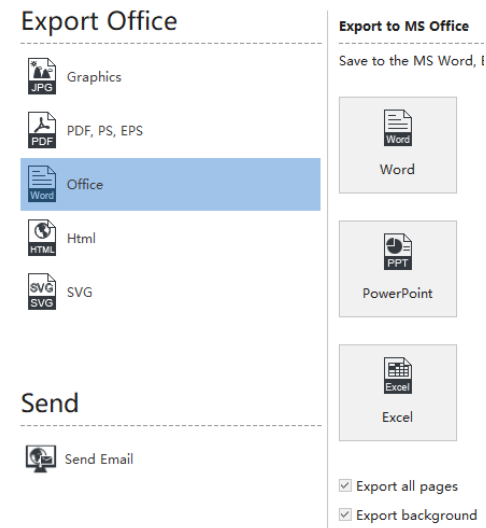 Export Office
JPG
Graphics
PDF
PDF, PS, EPS
Word
Office
HTML
Html
SVG
SVG
SVG
Send
Send Email
Export to MS Office
Save to the MS Word, E
Word
Word
PPT
PowerPoint
Excel
Excel
Export all pages
Export background